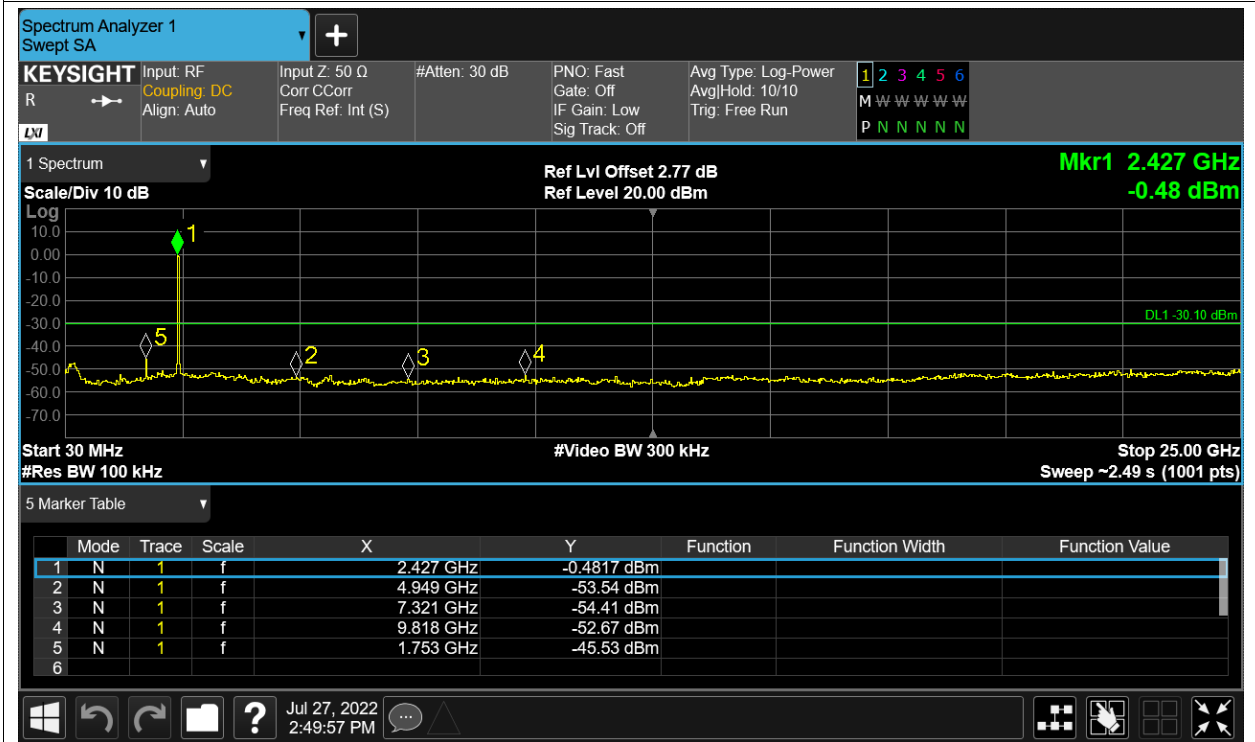 Spectrum Analyzer 1
Swept SA
KEYSIGHT Input: RF Input Z: 50 Ω #Atten: 30 dB PNO: Fast Avg Type: Log-Power 1 2 3 4 5 6
R Coupling: DC Corr CCorr Gate: Off Avg|Hold: 10/10 M W W W W W
Align: Auto Freq Ref: Int (S) IF Gain: Low Trig: Free Run
LXI Sig Track: Off P N N N N N
1 Spectrum Ref Lvl Offset 2.77 dB Mkr1 2.427 GHz
Scale/Div 10 dB Ref Level 20.00 dBm -0.48 dBm
Log
10.0 1
0.00
-10.0
-20.0
-30.0 DL1 -30.10 dBm
-40.0 5 2 3 4
-50.0
-60.0
-70.0
Start 30 MHz #Video BW 300 kHz Stop 25.00 GHz
#Res BW 100 kHz Sweep ~2.49 s (1001 pts)
5 Marker Table
Mode Trace Scale X Y Function Function Width Function Value
1 N 1 f 2.427 GHz -0.4817 dBm
2 N 1 f 4.949 GHz -53.54 dBm
3 N 1 f 7.321 GHz -54.41 dBm
4 N 1 f 9.818 GHz -52.67 dBm
5 N 1 f 1.753 GHz -45.53 dBm
6
? Jul 27, 2022
2:49:57 PM